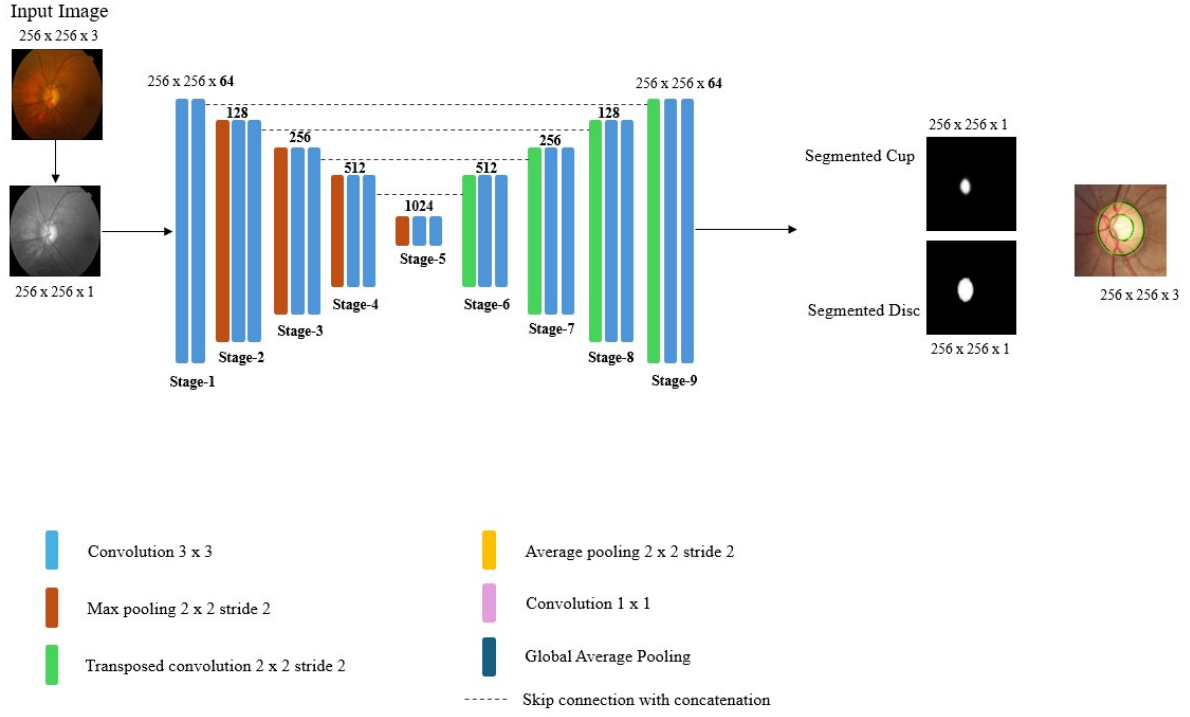 Input Image
256 x 256 x 3
256 x 256 x 1
256 x 256 x 64
128
256
512
1024
512
256
128
256 x 256 x 64
Stage-1
Stage-2
Stage-3
Stage-4
Stage-5
Stage-6
Stage-7
Stage-8
Stage-9
256 x 256 x 1
Segmented Cup
Segmented Disc
256 x 256 x 1
256 x 256 x 3
Convolution 3 x 3
Max pooling 2 x 2 stride 2
Transposed convolution 2 x 2 stride 2
Average pooling 2 x 2 stride 2
Convolution 1 x 1
Global Average Pooling
Skip connection with concatenation